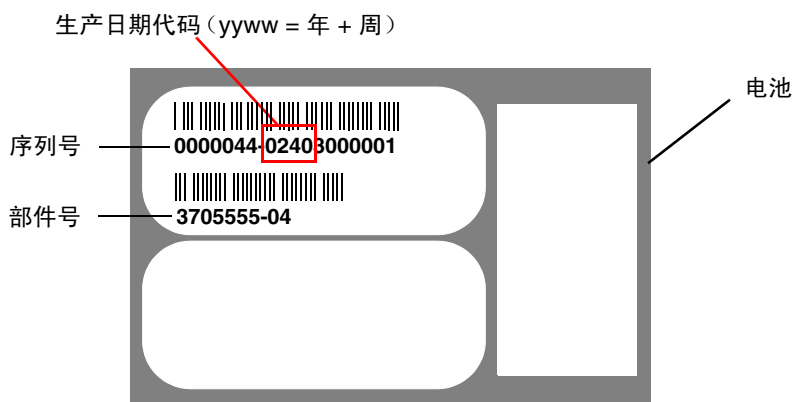 生产日期代码（yyww = 年 + 周）
电池
序列号
0000044-02403000001
部件号
3705555-04